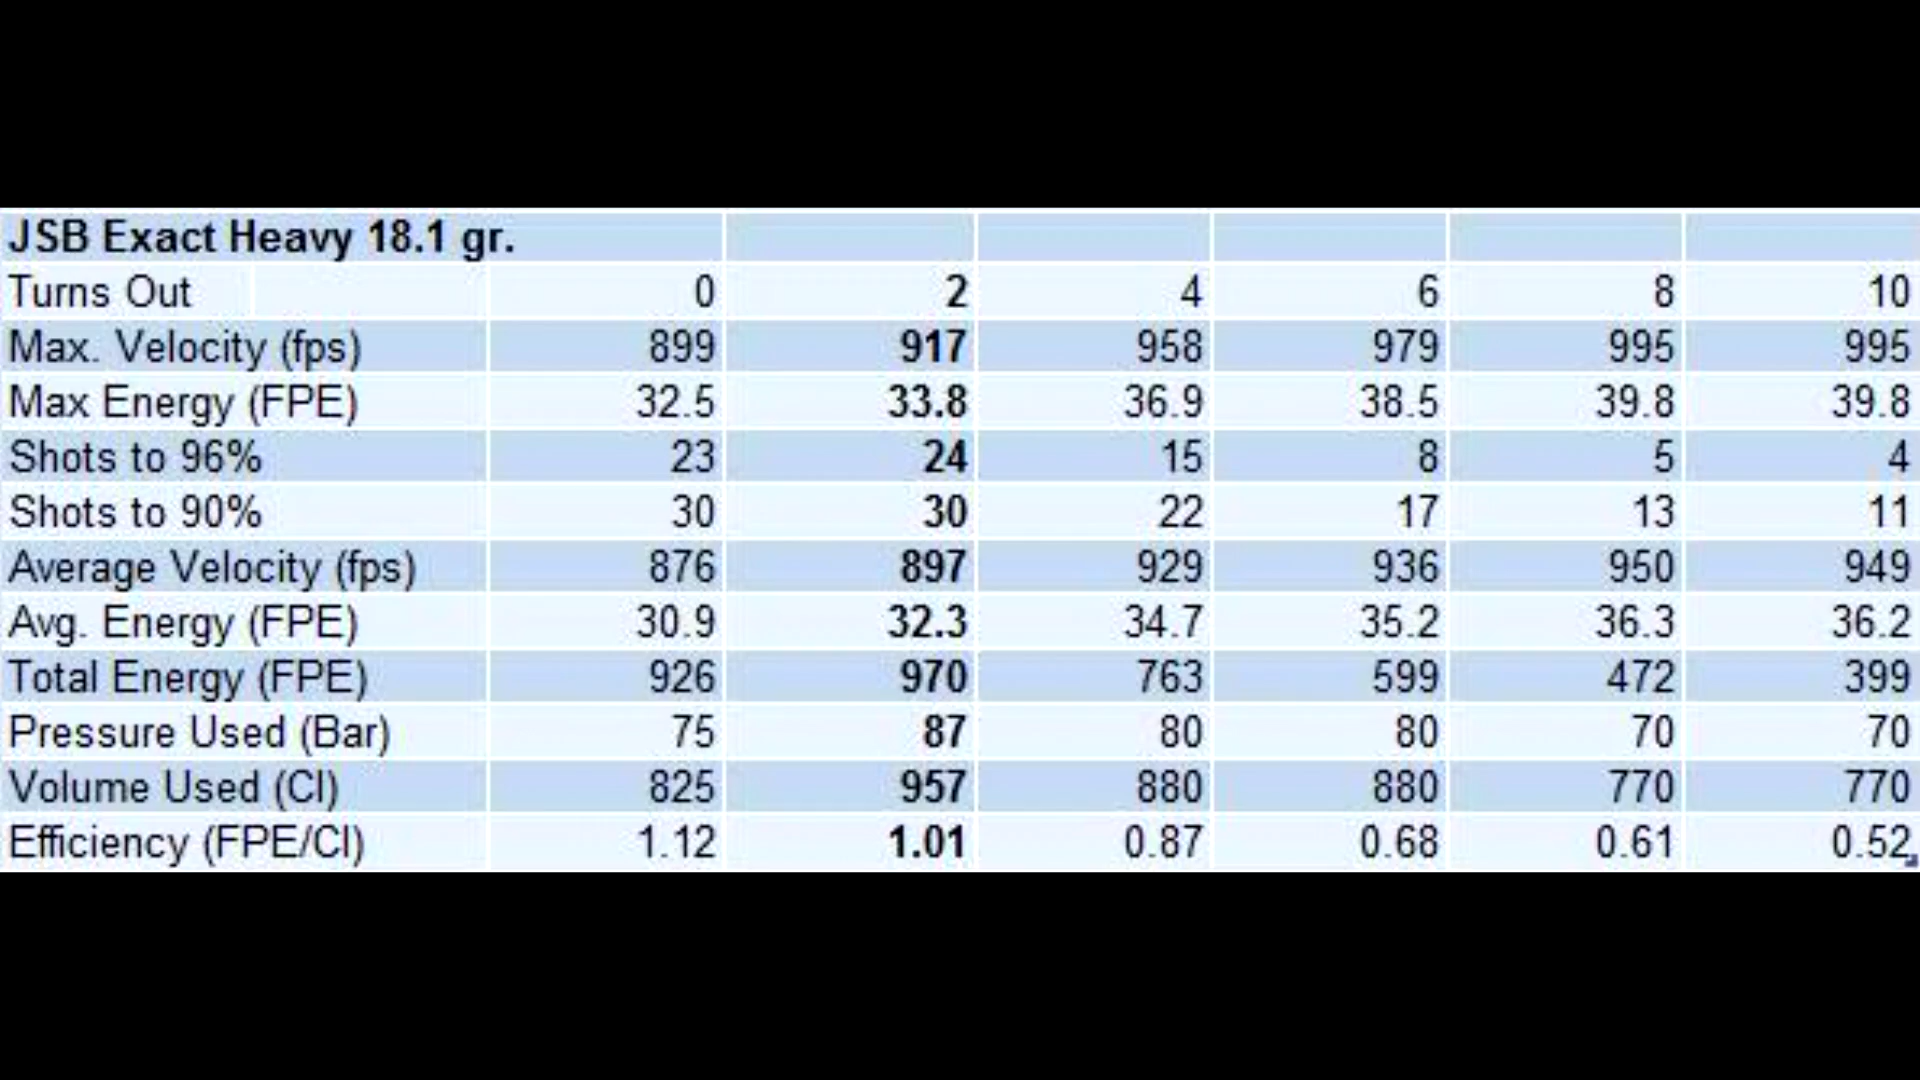 JSB Exact Heavy 18.1 gr.
Turns Out 0 2 4 6 8 10
Max. Velocity (fps) 899 917 958 979 995 995
Max Energy (FPE) 32.5 33.8 36.9 38.5 39.8 39.8
Shots to 96% 23 24 15 8 5 4
Shots to 90% 30 30 22 17 13 11
Average Velocity (fps) 876 897 929 936 950 949
Avg. Energy (FPE) 30.9 32.3 34.7 35.2 36.3 36.2
Total Energy (FPE) 926 970 763 599 472 399
Pressure Used (Bar) 75 87 80 80 70 70
Volume Used (CI) 825 957 880 880 770 770
Efficiency (FPE/CI) 1.12 1.01 0.87 0.68 0.61 0.52